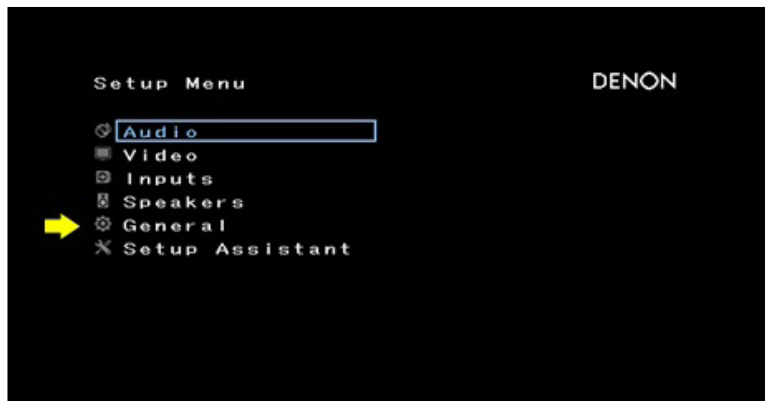 Setup Menu
DENON
Audio
Video
Inputs
Speakers
General
Setup Assistant